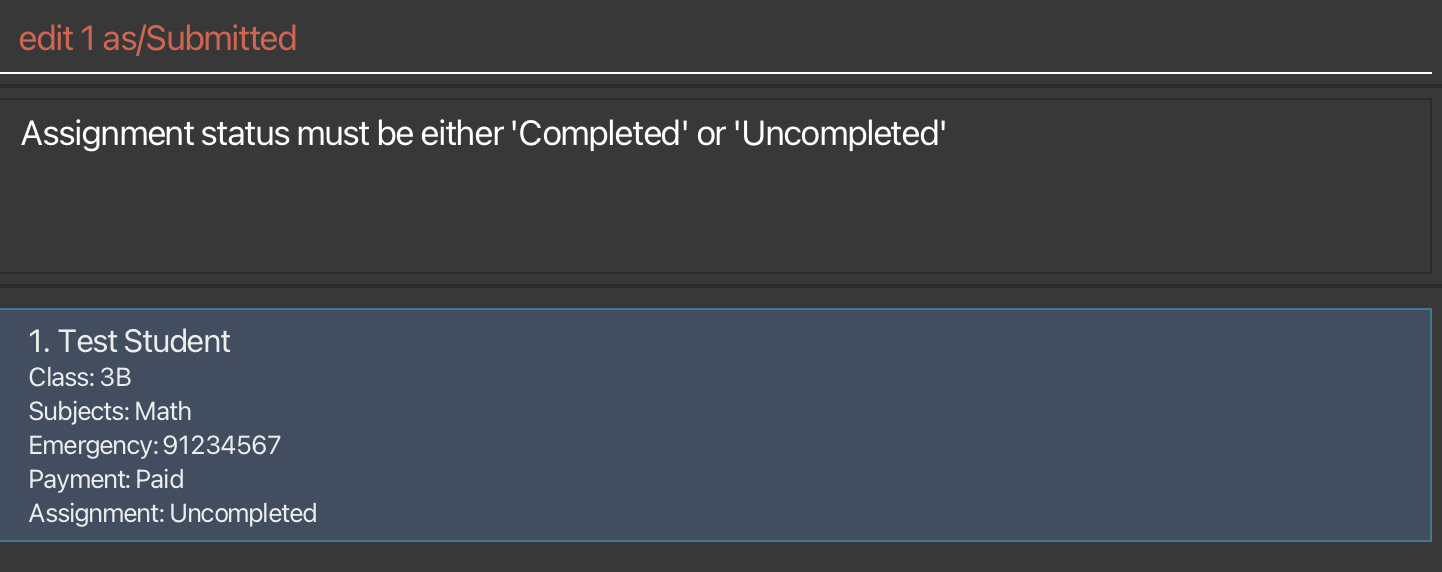 edit 1 as/Submitted
Assignment status must be either 'Completed' or 'Uncompleted'
1. Test Student
Class: 3B
Subjects: Math
Emergency: 91234567
Payment: Paid
Assignment: Uncompleted